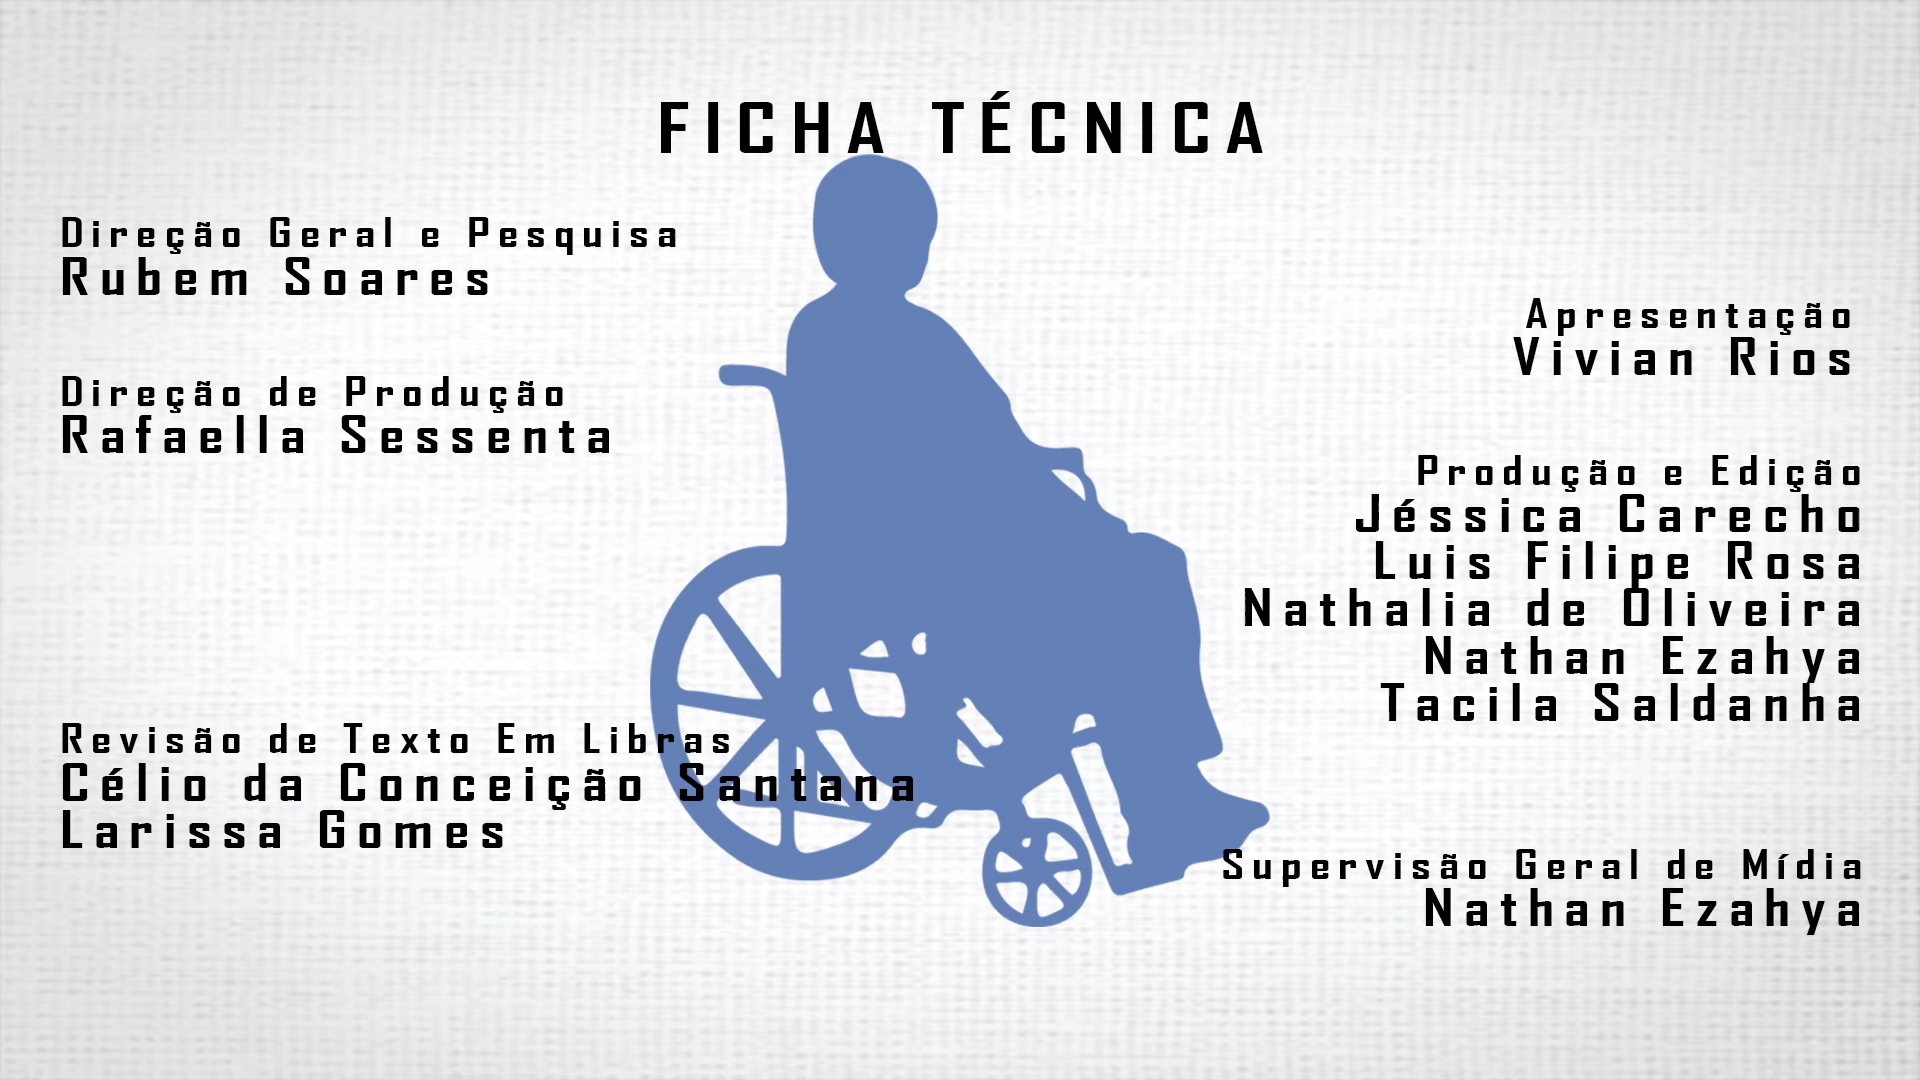 FICHA TÉCNICA
Direção Geral e Pesquisa
Rubem Soares
Direção de Produção
Rafaella Sessenta
Revisão de Texto Em Libras
Célio da Conceição Santana
Larissa Gomes
Apresentação
Vivian Rios
Produção e Edição
Jéssica Carecho
Luis Filipe Rosa
Nathalia de Oliveira
Nathan Ezahya
Tacila Saldanha
Supervisão Geral de Mídia
Nathan Ezahya